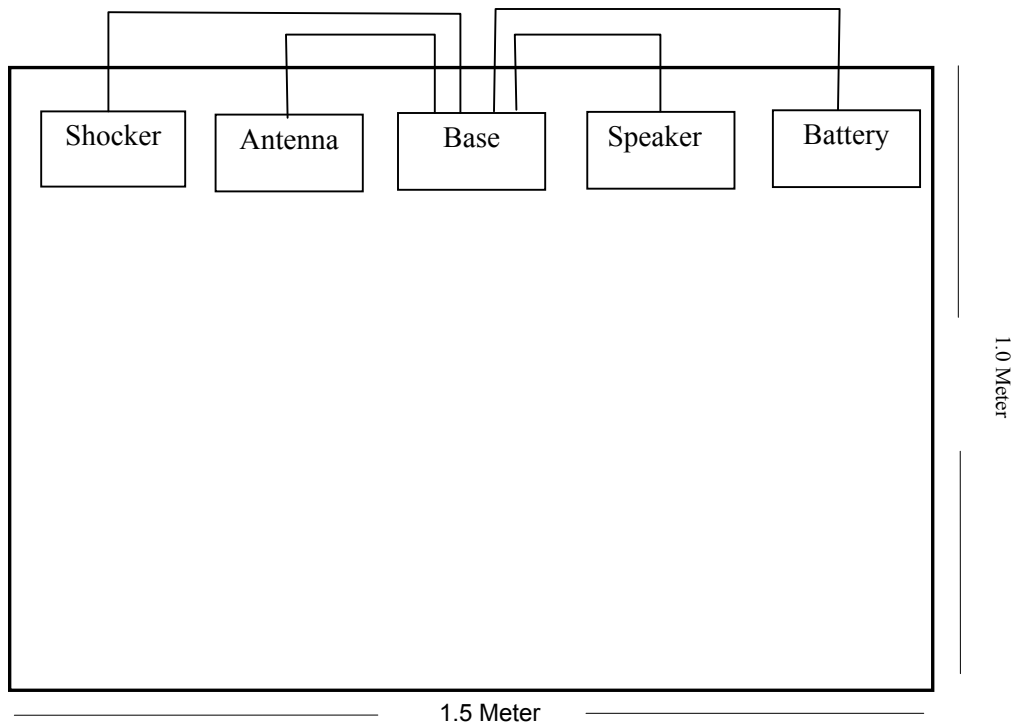 Shocker
Antenna
Base
Speaker
Battery
1.0 Meter
1.5 Meter